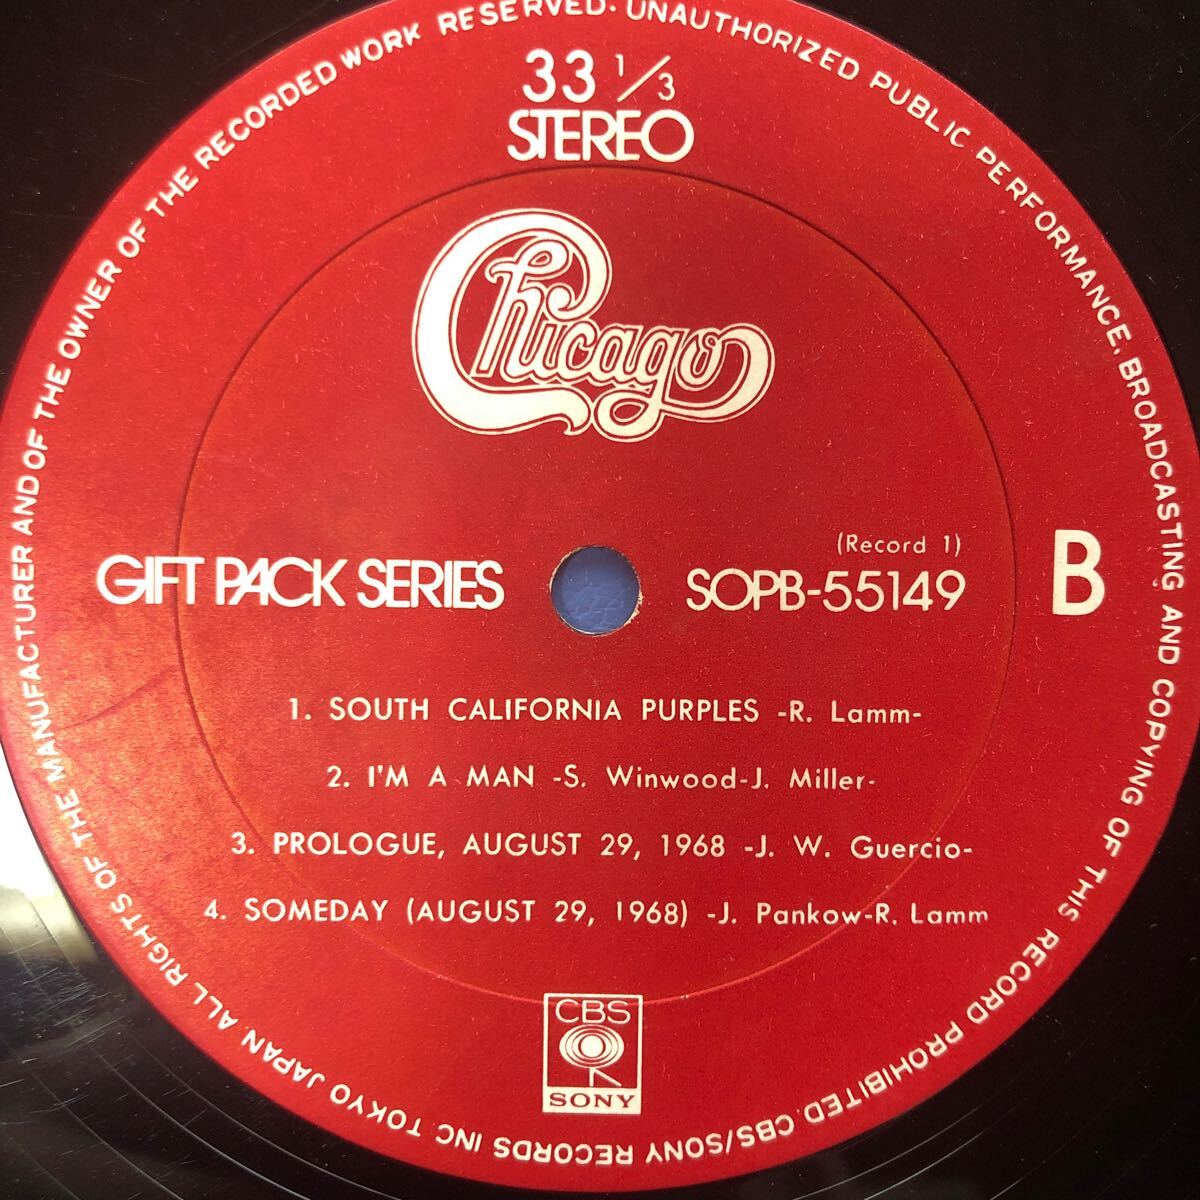 33 1/3
STEREO
Chicago
GIFT PACK SERIES
(Record 1)
SOPB-55149
B
1. SOUTH CALIFORNIA PURPLES -R. Lamm-
2. I'M A MAN -S. Winwood-J. Miller-
3. PROLOGUE, AUGUST 29, 1968 -J. W. Guercio-
4. SOMEDAY (AUGUST 29, 1968) -J. Pankow-R. Lamm
CBS
SONY
ALL RIGHTS OF THE MANUFACTURER AND OF THE OWNER OF THE RECORDED WORK RESERVED. UNAUTHORIZED PUBLIC PERFORMANCE, BROADCASTING AND COPYING OF THIS RECORD PROHIBITED. CBS/SONY RECORDS INC TOKYO JAPAN